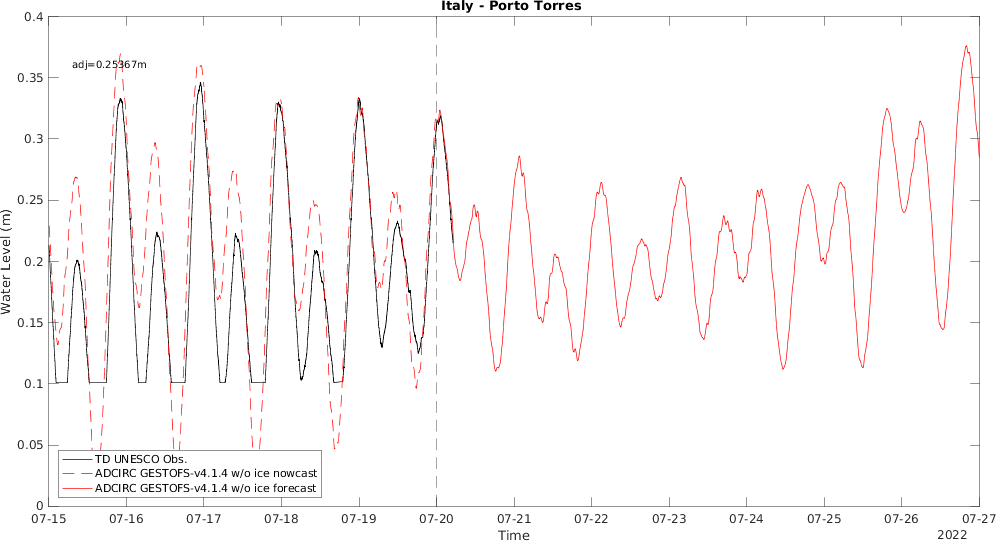 Italy - Porto Torres
0.4
0.35
0.3
0.25
0.2
0.15
0.1
0.05
0
Water Level (m)
adj=0.25367m
TD UNESCO Obs.
ADCIRC GESTOFS-v4.1.4 w/o ice nowcast
ADCIRC GESTOFS-v4.1.4 w/o ice forecast
07-15 07-16 07-17 07-18 07-19 07-20 07-21 07-22 07-23 07-24 07-25 07-26 07-27
Time
2022